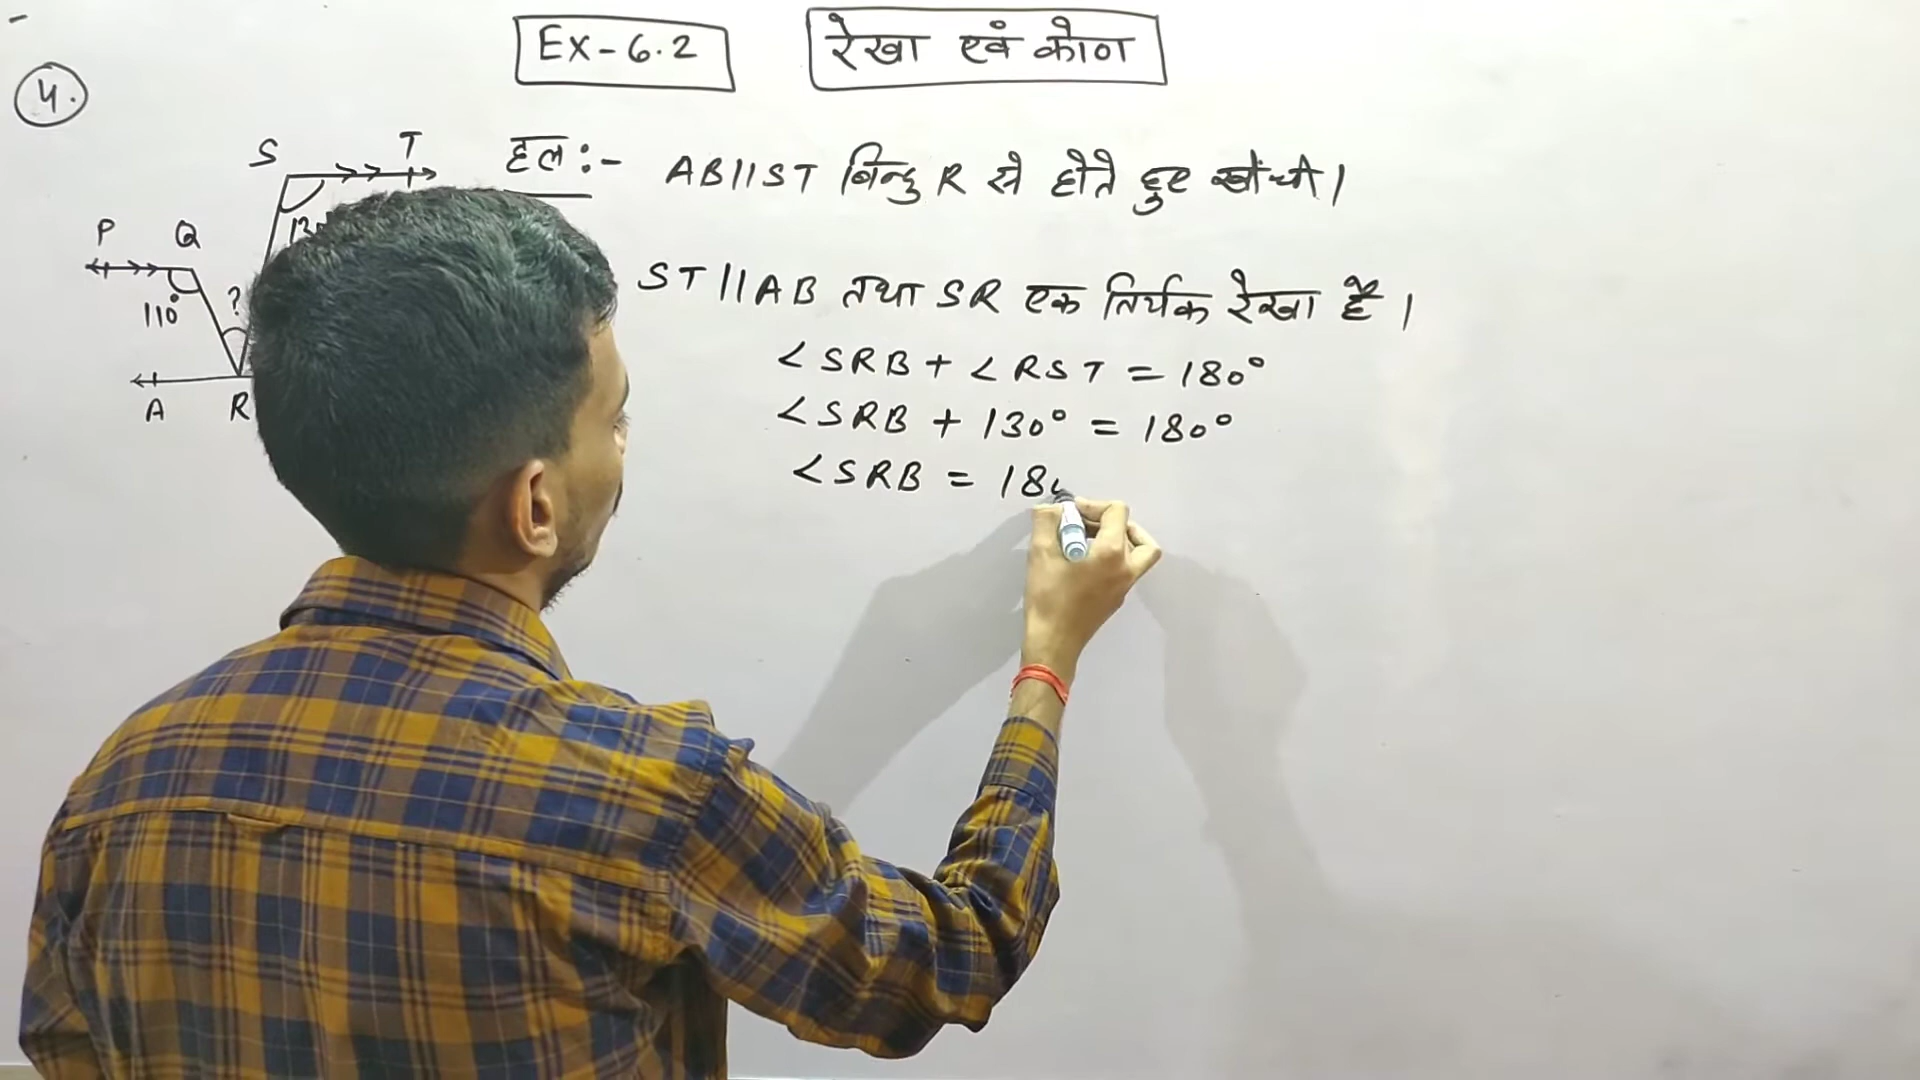 Ex-6.2
रेखा एवं कोण
4.
S T
P Q
110° ?
A R
हल:- AB||ST बिन्दु R से होते हुए खींची।
ST||AB तथा SR एक तिर्यक रेखा है।
∠SRB + ∠RST = 180°
∠SRB + 130° = 180°
∠SRB = 18